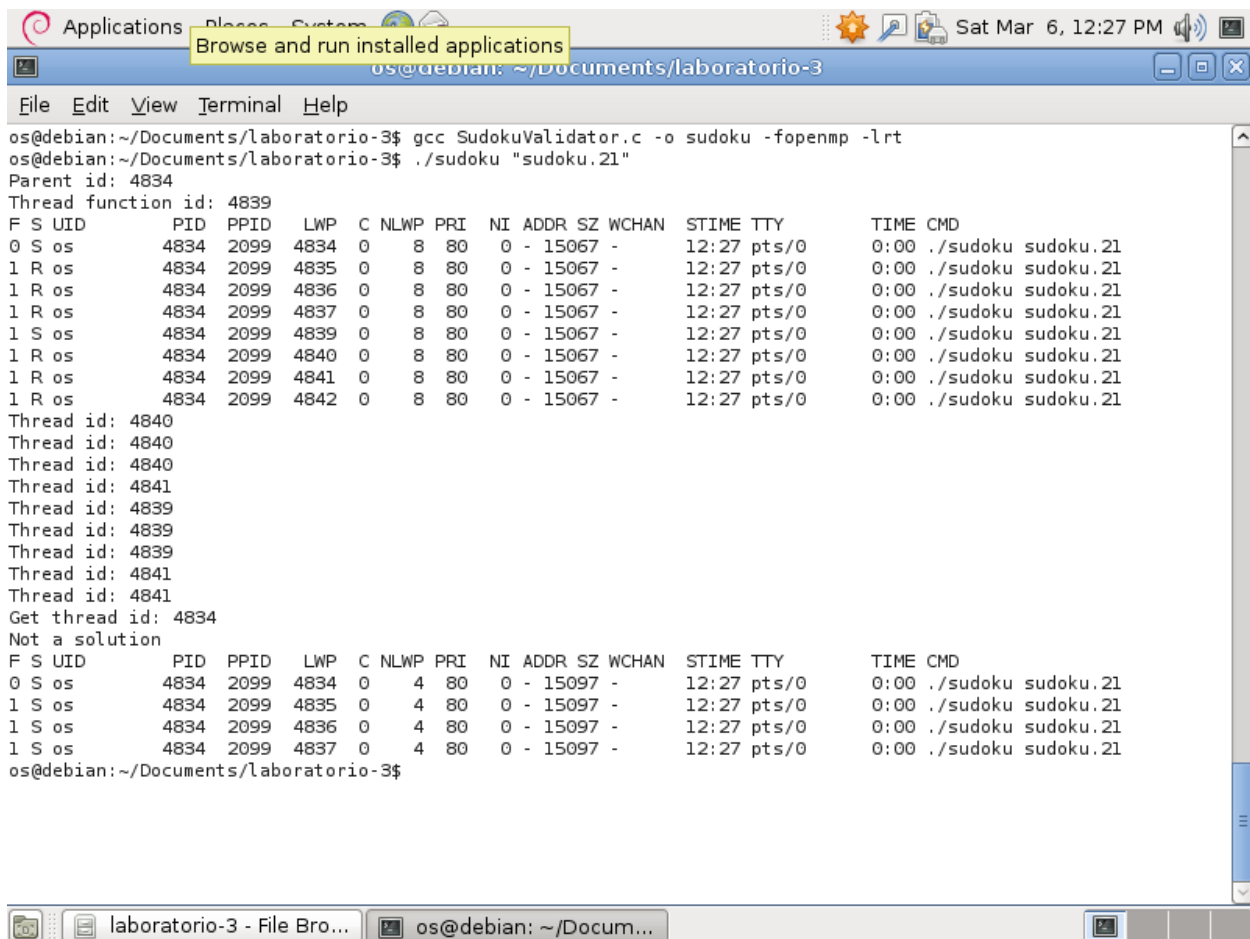 Applications Places System Sat Mar 6, 12:27 PM
Browse and run installed applications
os@debian: ~/Documents/laboratorio-3
File Edit View Terminal Help
os@debian:~/Documents/laboratorio-3$ gcc SudokuValidator.c -o sudoku -fopenmp -lrt
os@debian:~/Documents/laboratorio-3$ ./sudoku "sudoku.21"
Parent id: 4834
Thread function id: 4839
F S UID PID PPID LWP C NLWP PRI NI ADDR SZ WCHAN STIME TTY TIME CMD
0 S os 4834 2099 4834 0 8 80 0 - 15067 - 12:27 pts/0 0:00 ./sudoku sudoku.21
1 R os 4834 2099 4835 0 8 80 0 - 15067 - 12:27 pts/0 0:00 ./sudoku sudoku.21
1 R os 4834 2099 4836 0 8 80 0 - 15067 - 12:27 pts/0 0:00 ./sudoku sudoku.21
1 R os 4834 2099 4837 0 8 80 0 - 15067 - 12:27 pts/0 0:00 ./sudoku sudoku.21
1 S os 4834 2099 4839 0 8 80 0 - 15067 - 12:27 pts/0 0:00 ./sudoku sudoku.21
1 R os 4834 2099 4840 0 8 80 0 - 15067 - 12:27 pts/0 0:00 ./sudoku sudoku.21
1 R os 4834 2099 4841 0 8 80 0 - 15067 - 12:27 pts/0 0:00 ./sudoku sudoku.21
1 R os 4834 2099 4842 0 8 80 0 - 15067 - 12:27 pts/0 0:00 ./sudoku sudoku.21
Thread id: 4840
Thread id: 4840
Thread id: 4840
Thread id: 4841
Thread id: 4839
Thread id: 4839
Thread id: 4839
Thread id: 4841
Thread id: 4841
Get thread id: 4834
Not a solution
F S UID PID PPID LWP C NLWP PRI NI ADDR SZ WCHAN STIME TTY TIME CMD
0 S os 4834 2099 4834 0 4 80 0 - 15097 - 12:27 pts/0 0:00 ./sudoku sudoku.21
1 S os 4834 2099 4835 0 4 80 0 - 15097 - 12:27 pts/0 0:00 ./sudoku sudoku.21
1 S os 4834 2099 4836 0 4 80 0 - 15097 - 12:27 pts/0 0:00 ./sudoku sudoku.21
1 S os 4834 2099 4837 0 4 80 0 - 15097 - 12:27 pts/0 0:00 ./sudoku sudoku.21
os@debian:~/Documents/laboratorio-3$
laboratorio-3 - File Bro... os@debian: ~/Docum...